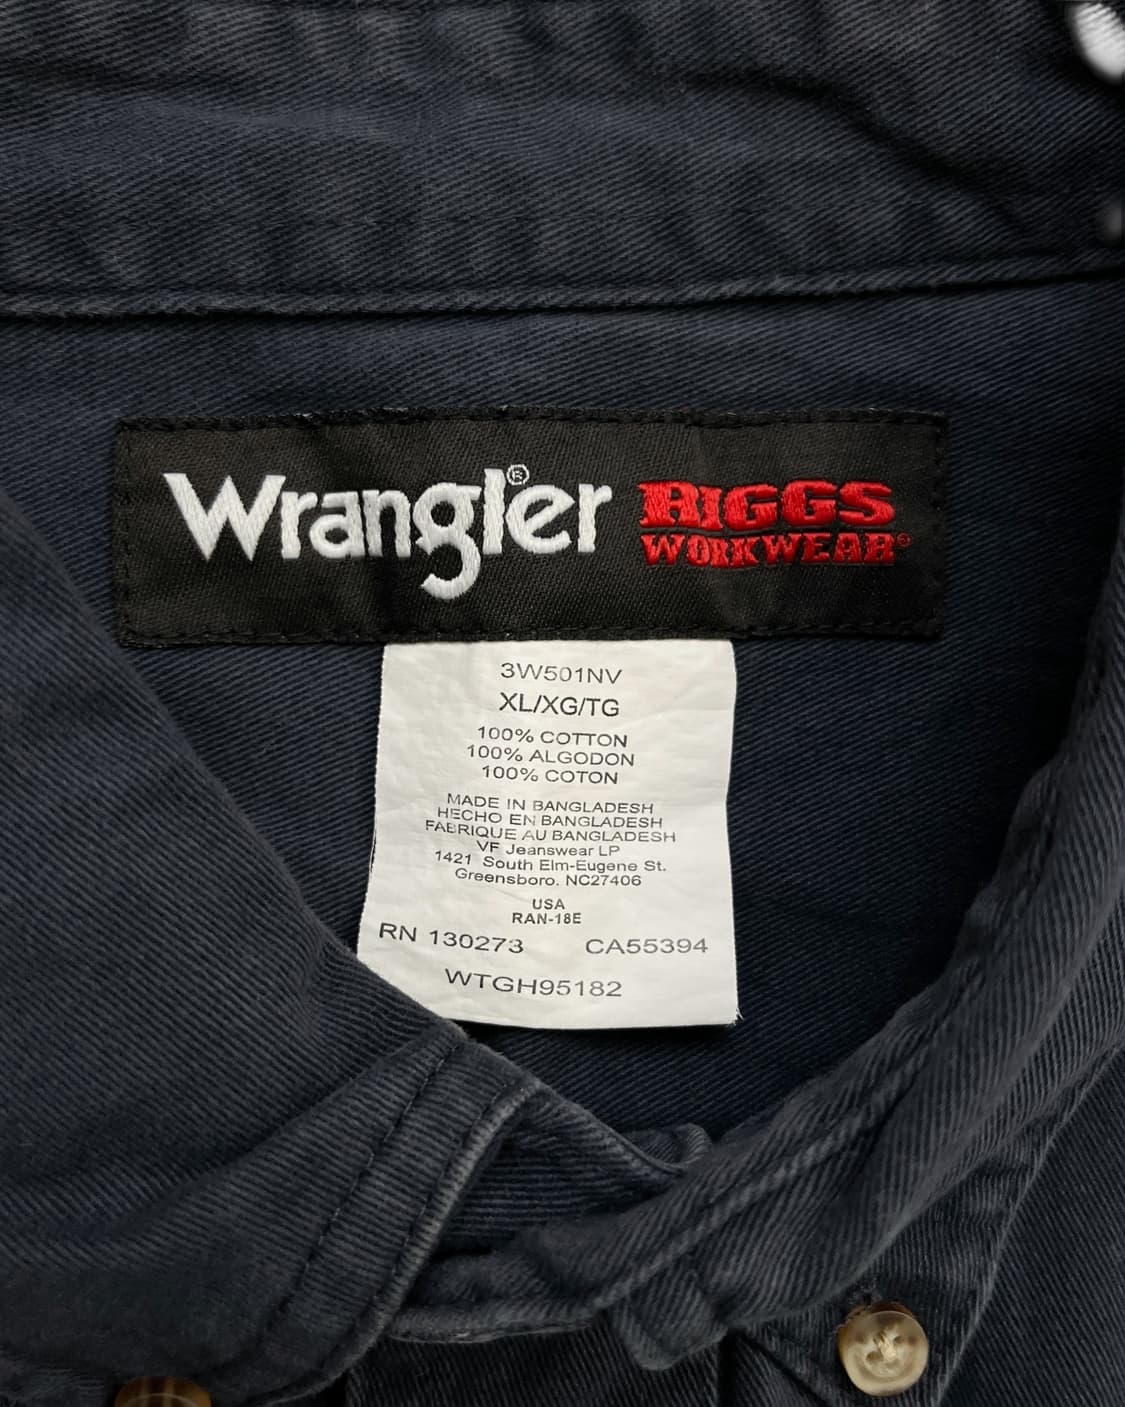 Wrangler® RIGGS
WORKWEAR®
3W501NV
XL/XG/TG
100% COTTON
100% ALGODON
100% COTON
MADE IN BANGLADESH
HECHO EN BANGLADESH
FABRIQUE AU BANGLADESH
VF Jeanswear LP
1421 South Elm-Eugene St.
Greensboro. NC27406
USA
RAN-18E
RN 130273 CA55394
WTGH95182